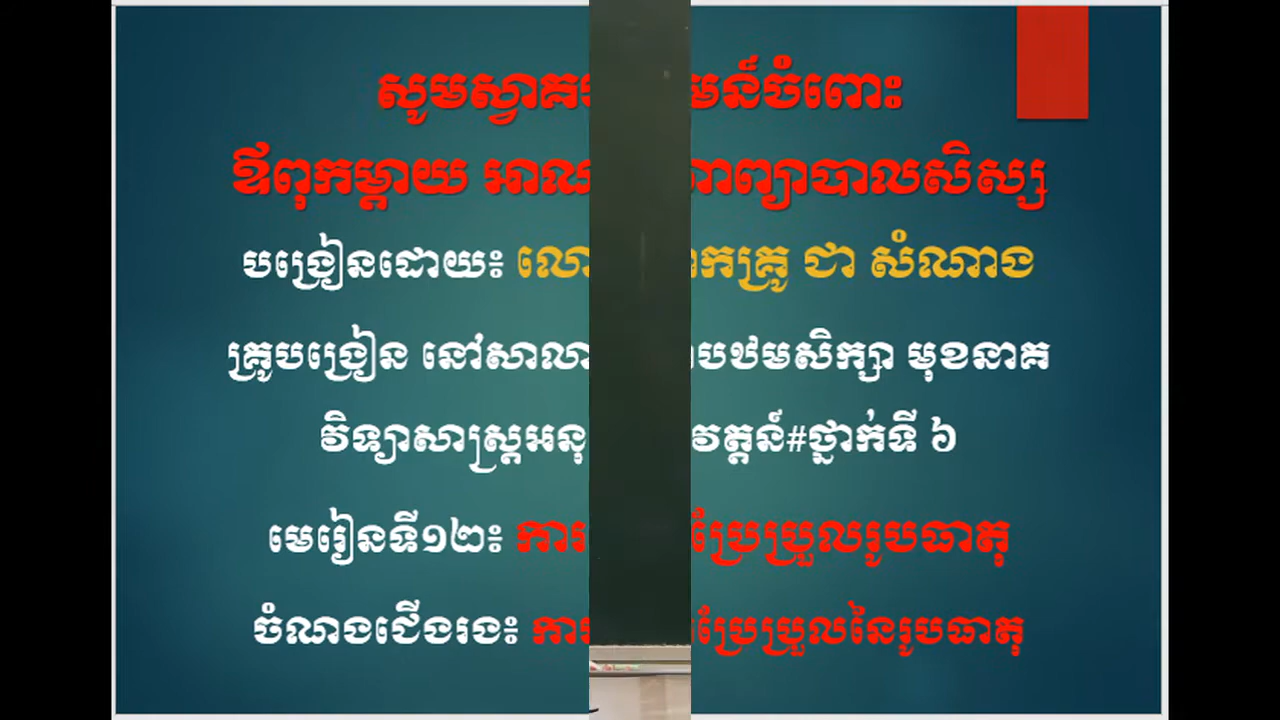 សូមស្វាគ មន៍ចំពោះ
ឪពុកម្ដាយ អាណ ព្យាបាលសិស្ស
បង្រៀនដោយ៖ លោ កគ្រូ ជា សំណាង
គ្រូបង្រៀន នៅសាលា បឋមសិក្សា មុខនាគ
វិទ្យាសាស្ត្រអនុ វត្តន៍#ថ្នាក់ទី ៦
មេរៀនទី១២៖ ការ ប្រែប្រួលរូបធាតុ
ចំណងជើងរង៖ ការ ប្រែប្រួលនៃរូបធាតុ